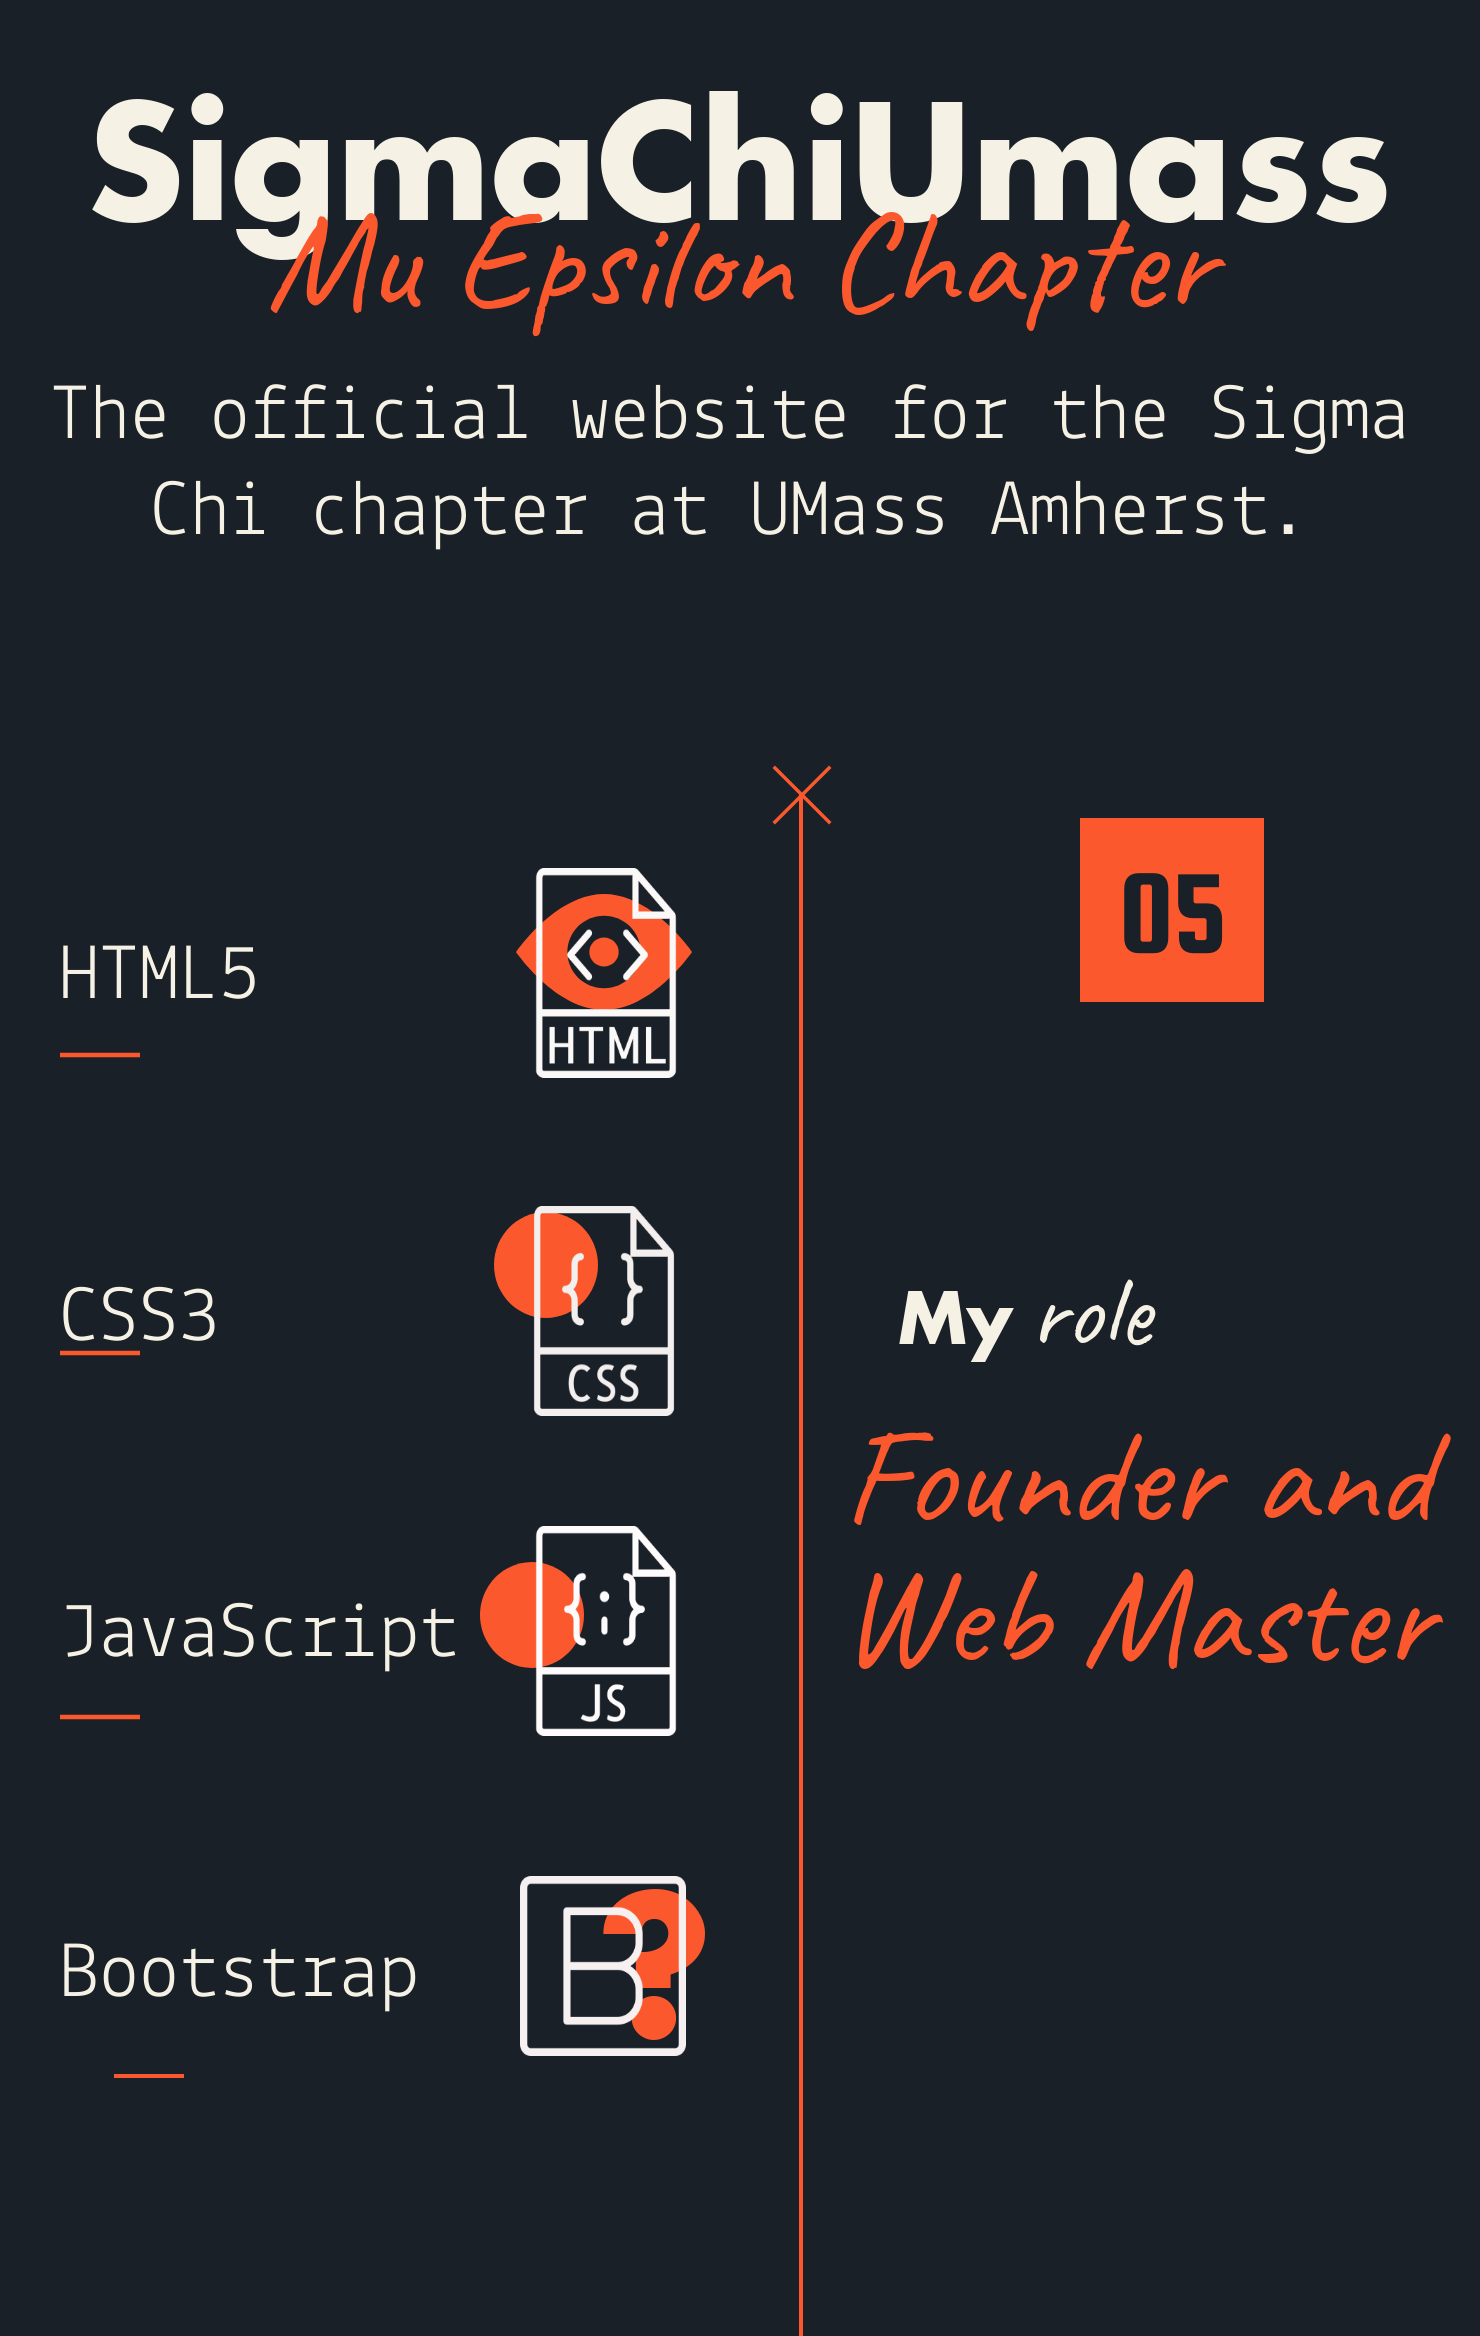 SigmaChiUmass
Mu Epsilon Chapter
The official website for the Sigma
Chi chapter at UMass Amherst.
HTML5
HTML
CSS3
{ }
CSS
JavaScript
{;}
JS
Bootstrap
B?
05
My role
Founder and
Web Master